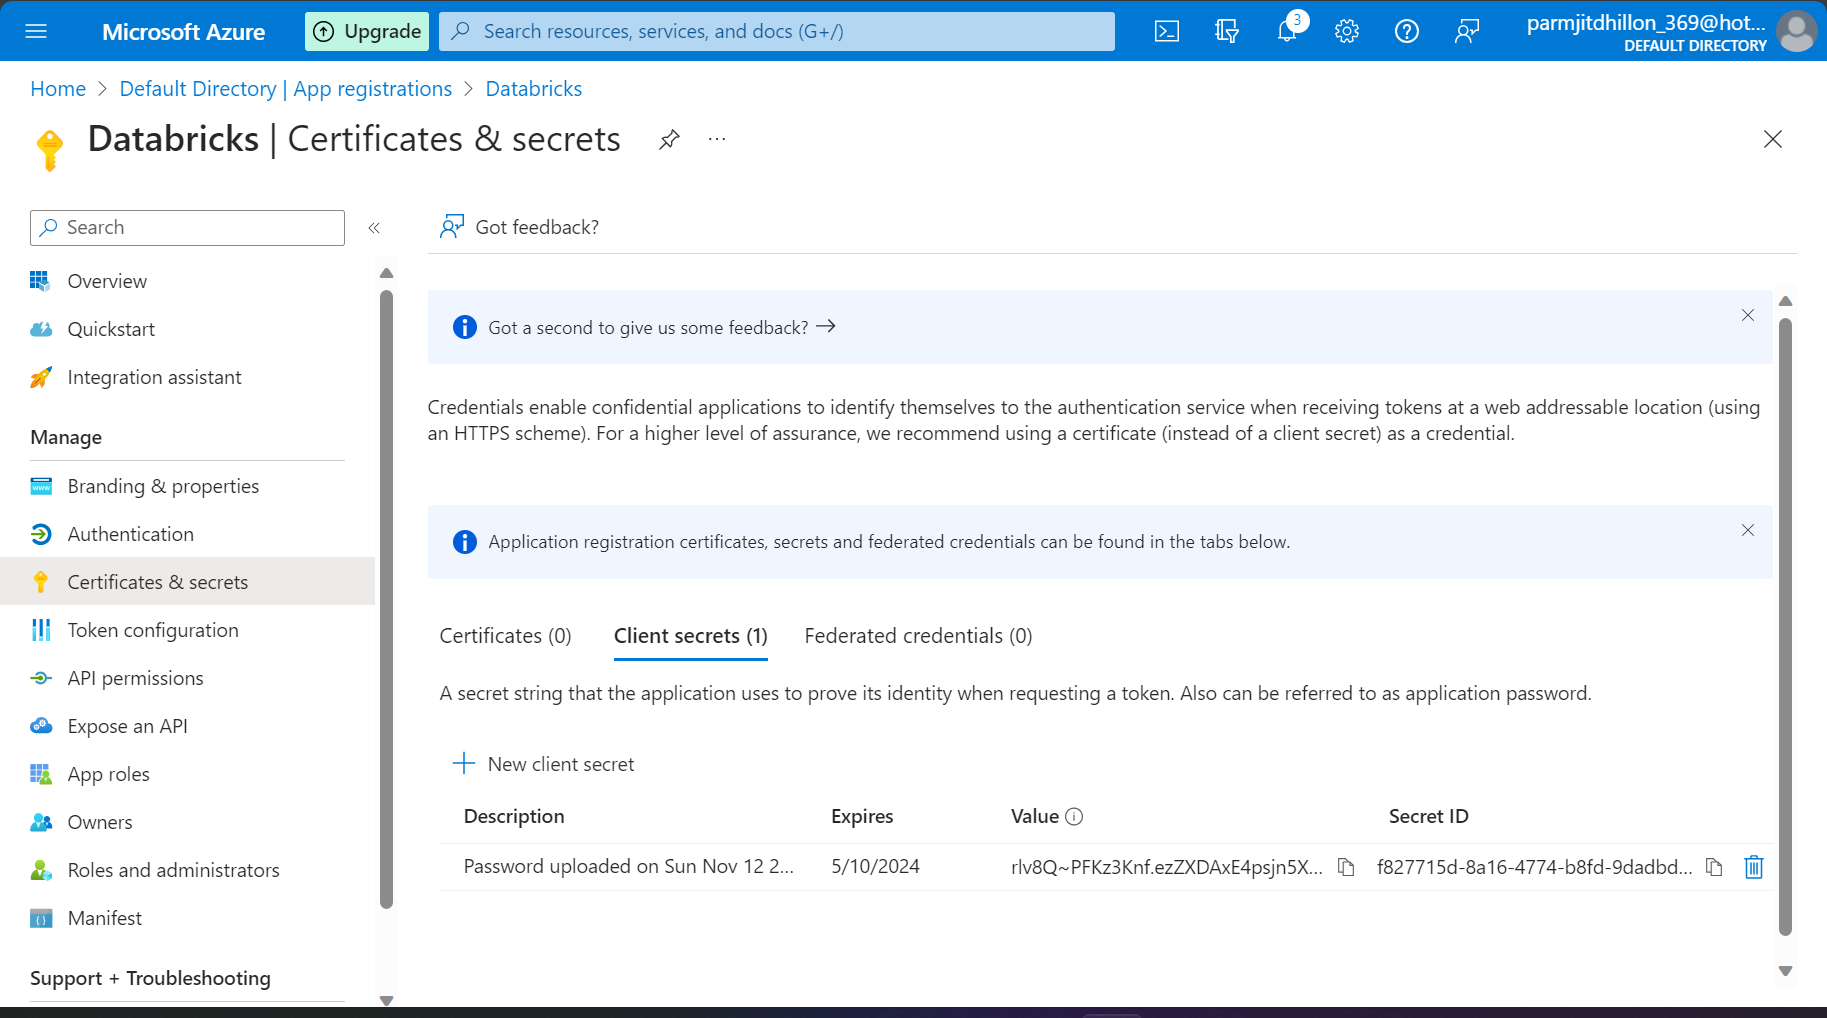 Microsoft Azure
Upgrade
Search resources, services, and docs (G+/)
3
parmjitdhillon_369@hot...
DEFAULT DIRECTORY
Home > Default Directory | App registrations > Databricks
Databricks | Certificates & secrets
...
Search
«
Got feedback?
Overview
Quickstart
Integration assistant
Manage
Branding & properties
Authentication
Certificates & secrets
Token configuration
API permissions
Expose an API
App roles
Owners
Roles and administrators
Manifest
Support + Troubleshooting
Got a second to give us some feedback? →
Credentials enable confidential applications to identify themselves to the authentication service when receiving tokens at a web addressable location (using
an HTTPS scheme). For a higher level of assurance, we recommend using a certificate (instead of a client secret) as a credential.
Application registration certificates, secrets and federated credentials can be found in the tabs below.
Certificates (0) Client secrets (1) Federated credentials (0)
A secret string that the application uses to prove its identity when requesting a token. Also can be referred to as application password.
New client secret
Description Expires Value Secret ID
Password uploaded on Sun Nov 12 2... 5/10/2024 rlv8Q~PFKz3Knf.ezZXDAxE4psjn5X... f827715d-8a16-4774-b8fd-9dadbd...